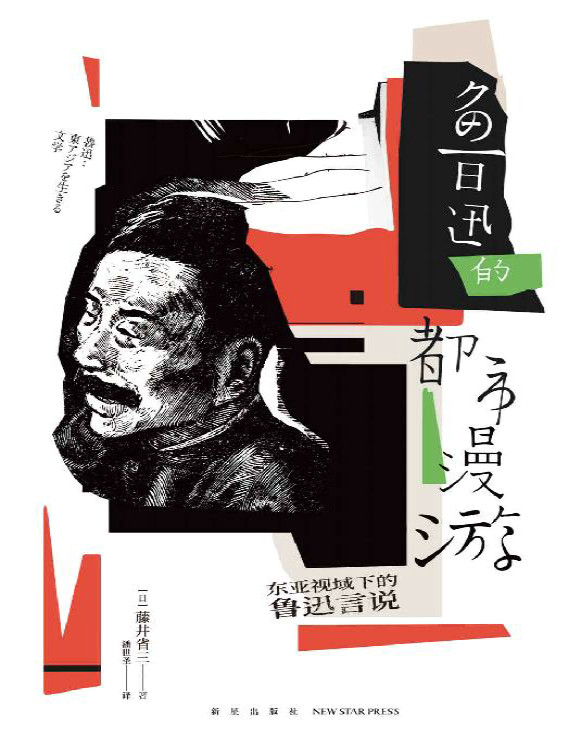 鲁迅的
都市漫游
魯迅：
東アジアを生きる
文学
东亚视域下的
鲁迅言说
［日］藤井省三——著
潘世圣——译
新星出版社 NEW STAR PRESS